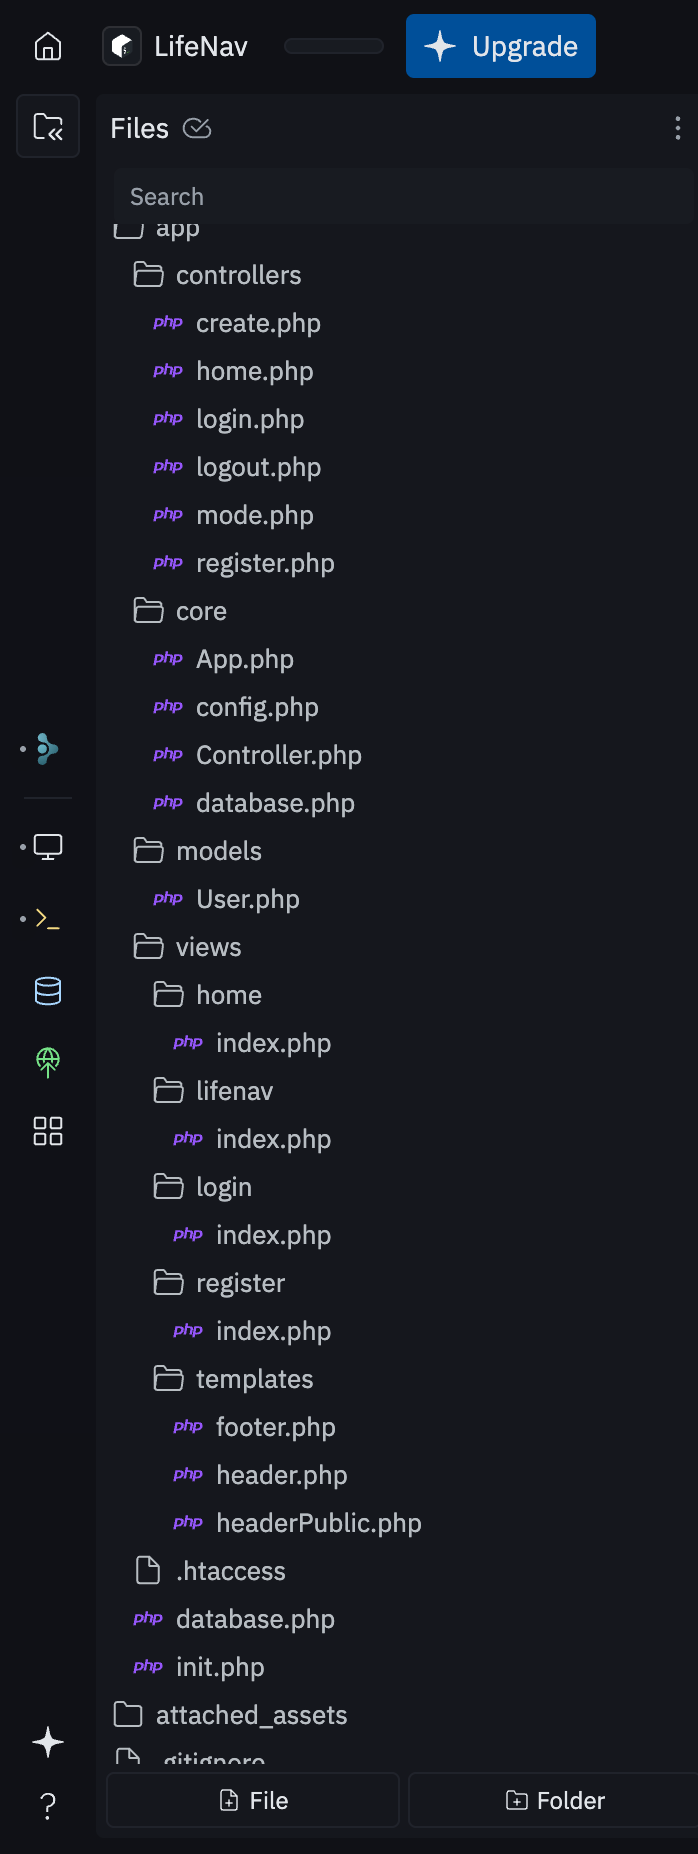 LifeNav
Upgrade
Files
Search
app
controllers
php create.php
php home.php
php login.php
php logout.php
php mode.php
php register.php
core
php App.php
php config.php
php Controller.php
php database.php
models
php User.php
views
home
php index.php
lifenav
php index.php
login
php index.php
register
php index.php
templates
php footer.php
php header.php
php headerPublic.php
.htaccess
php database.php
php init.php
attached_assets
.gitignore
File
Folder